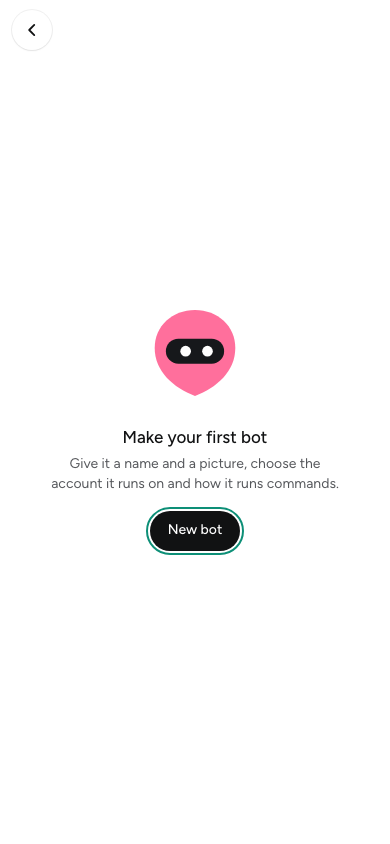 Make your first bot
Give it a name and a picture, choose the
account it runs on and how it runs commands.
New bot